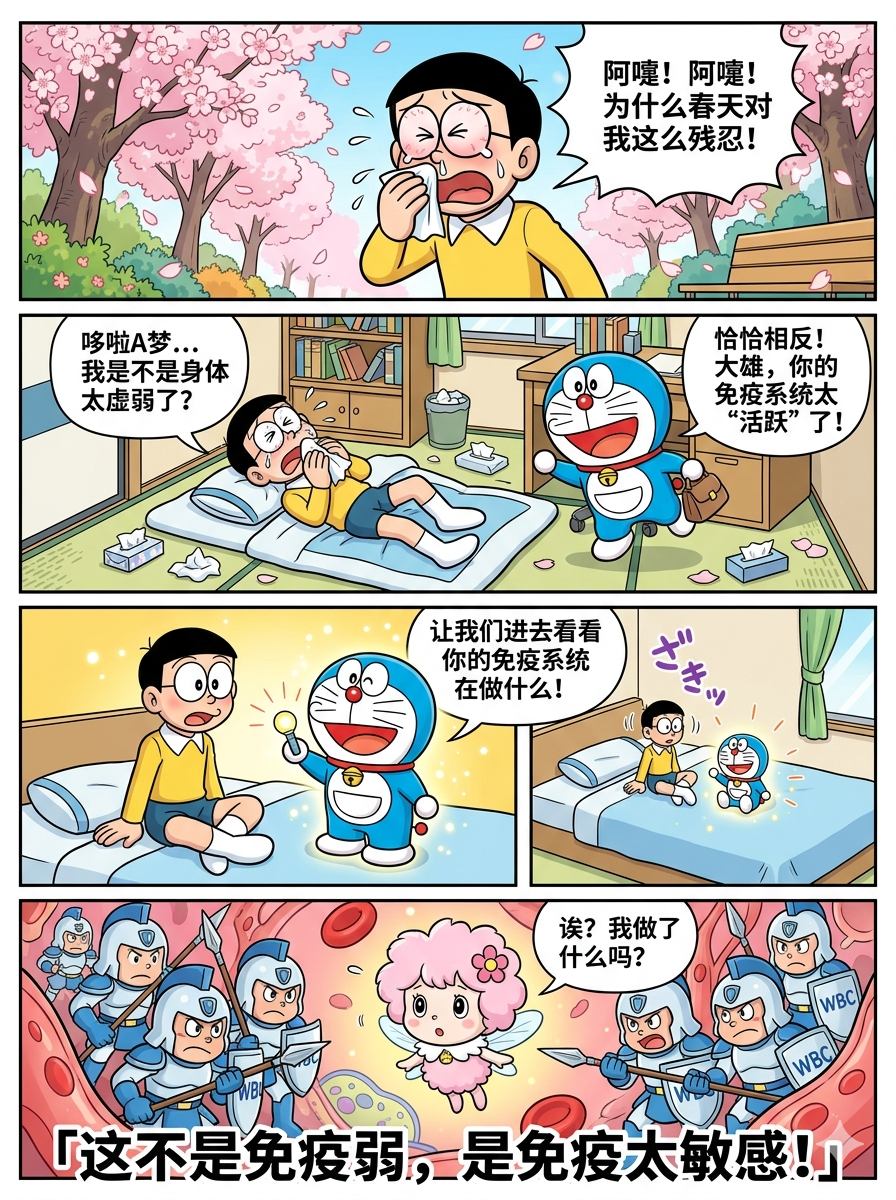 阿嚏！阿嚏！
为什么春天对
我这么残忍！
哆啦A梦…
我是不是身体
太虚弱了？
恰恰相反！
大雄，你的
免疫系统太
“活跃”了！
让我们进去看看
你的免疫系统
在做什么！
ざきッ
诶？我做了
什么吗？
WBC
WBC
WBC
「这不是免疫弱，是免疫太敏感！」